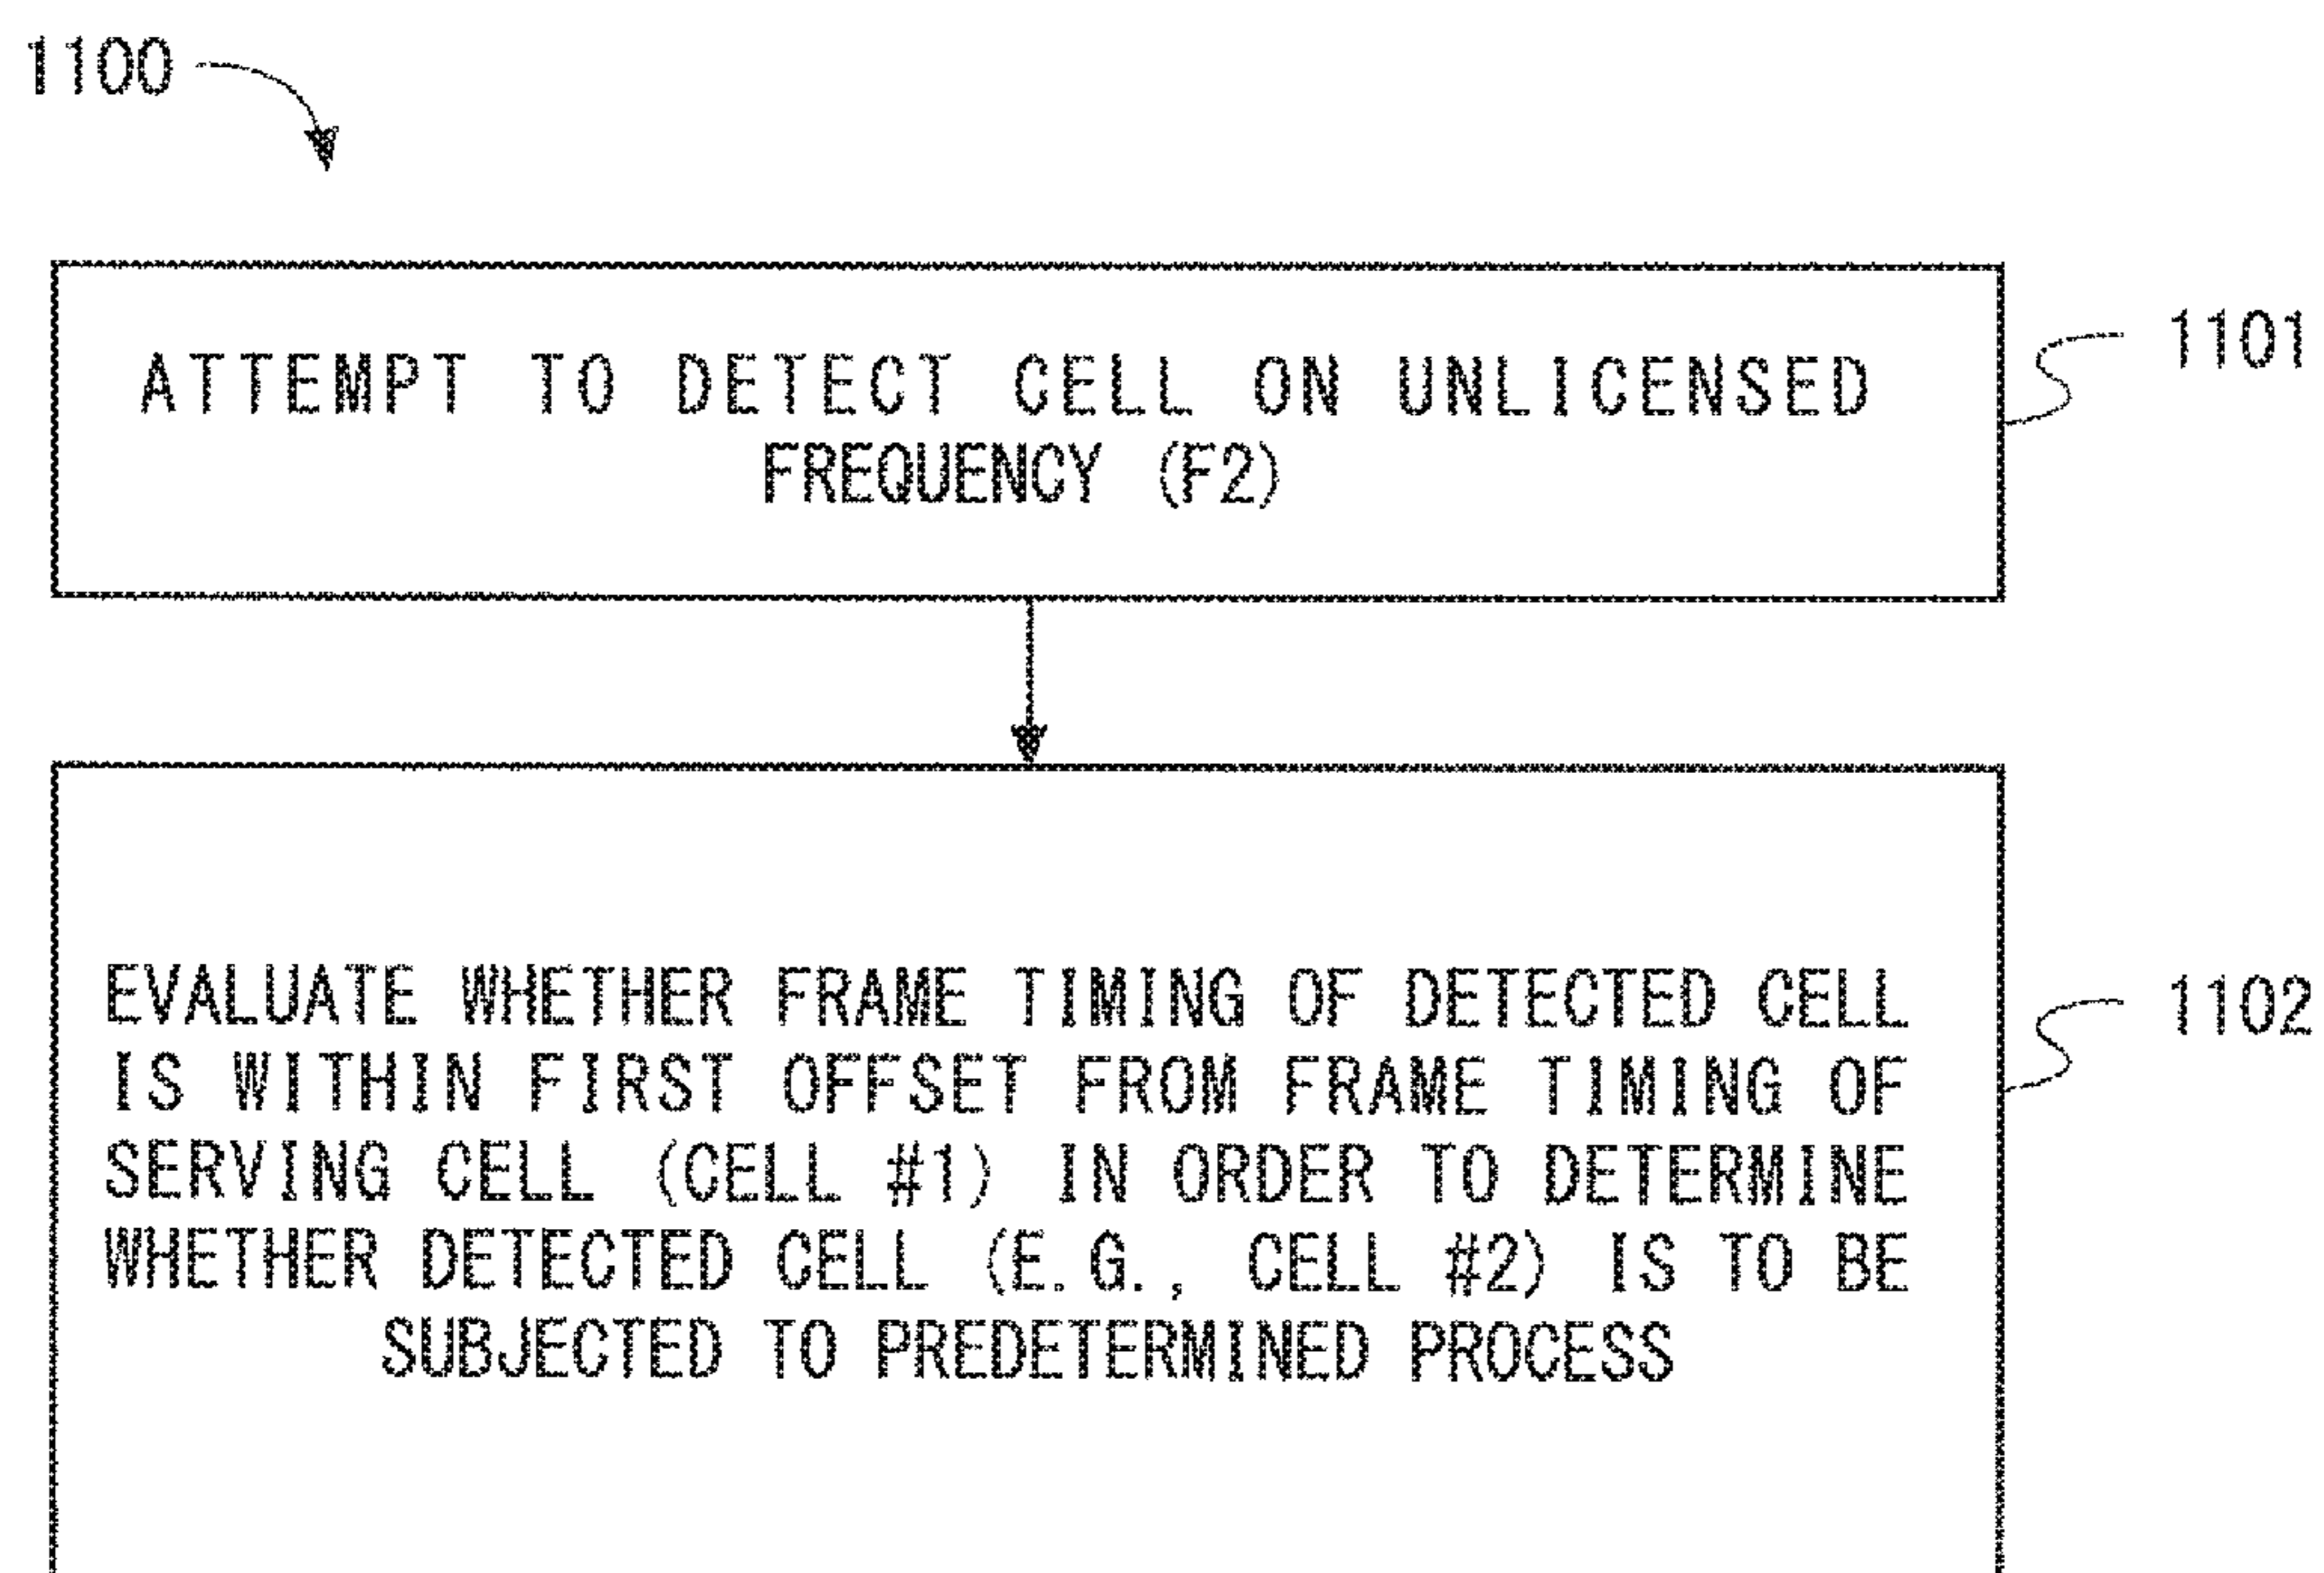 1100
ATTEMPT TO DETECT CELL ON UNLICENSED
FREQUENCY (F2)
1101
EVALUATE WHETHER FRAME TIMING OF DETECTED CELL
IS WITHIN FIRST OFFSET FROM FRAME TIMING OF
SERVING CELL (CELL #1) IN ORDER TO DETERMINE
WHETHER DETECTED CELL (E.G., CELL #2) IS TO BE
SUBJECTED TO PREDETERMINED PROCESS
1102